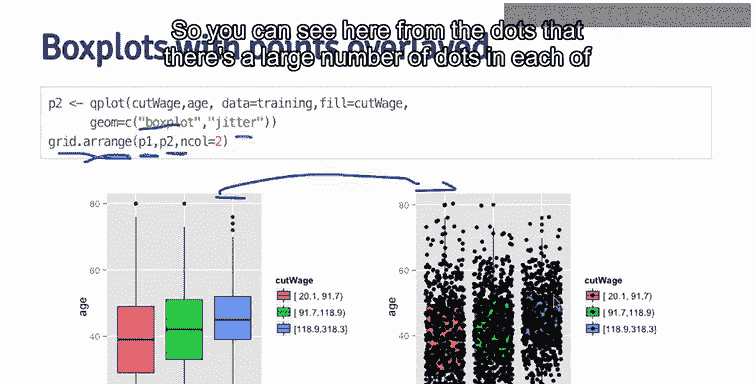 So you can see here from the dots that
there's a large number of dots in each of
Boxplots with points overlayed
p2 <- qplot(cutWage,age, data=training,fill=cutWage,
geom=c("boxplot","jitter"))
grid.arrange(p1,p2,ncol=2)
80
60
40
age
cutWage
[ 20.1, 91.7)
[ 91.7,118.9)
[118.9,318.3]
80
60
40
age
cutWage
[ 20.1, 91.7)
[ 91.7,118.9)
[118.9,318.3]